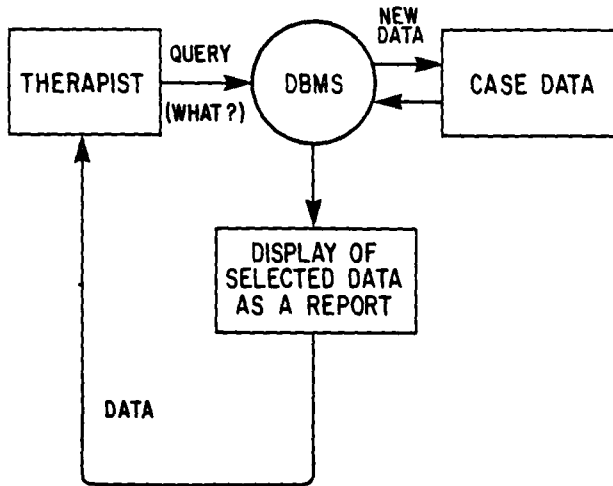 THERAPIST
QUERY
(WHAT?)
DBMS
NEW
DATA
CASE DATA
DISPLAY OF
SELECTED DATA
AS A REPORT
DATA